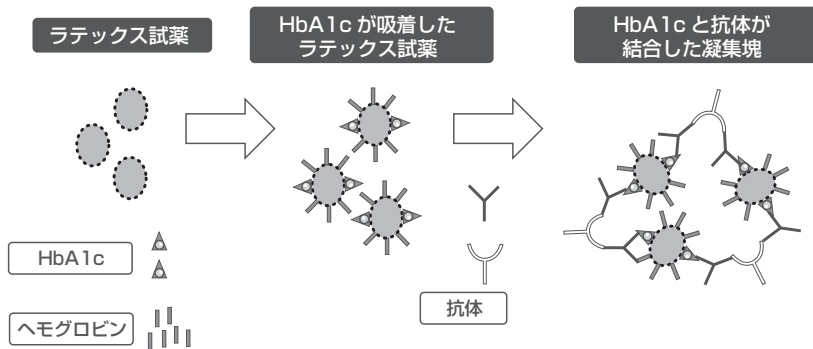 ラテックス試薬
HbA1c が吸着した
ラテックス試薬
HbA1c と抗体が
結合した凝集塊
HbA1c
ヘモグロビン
抗体